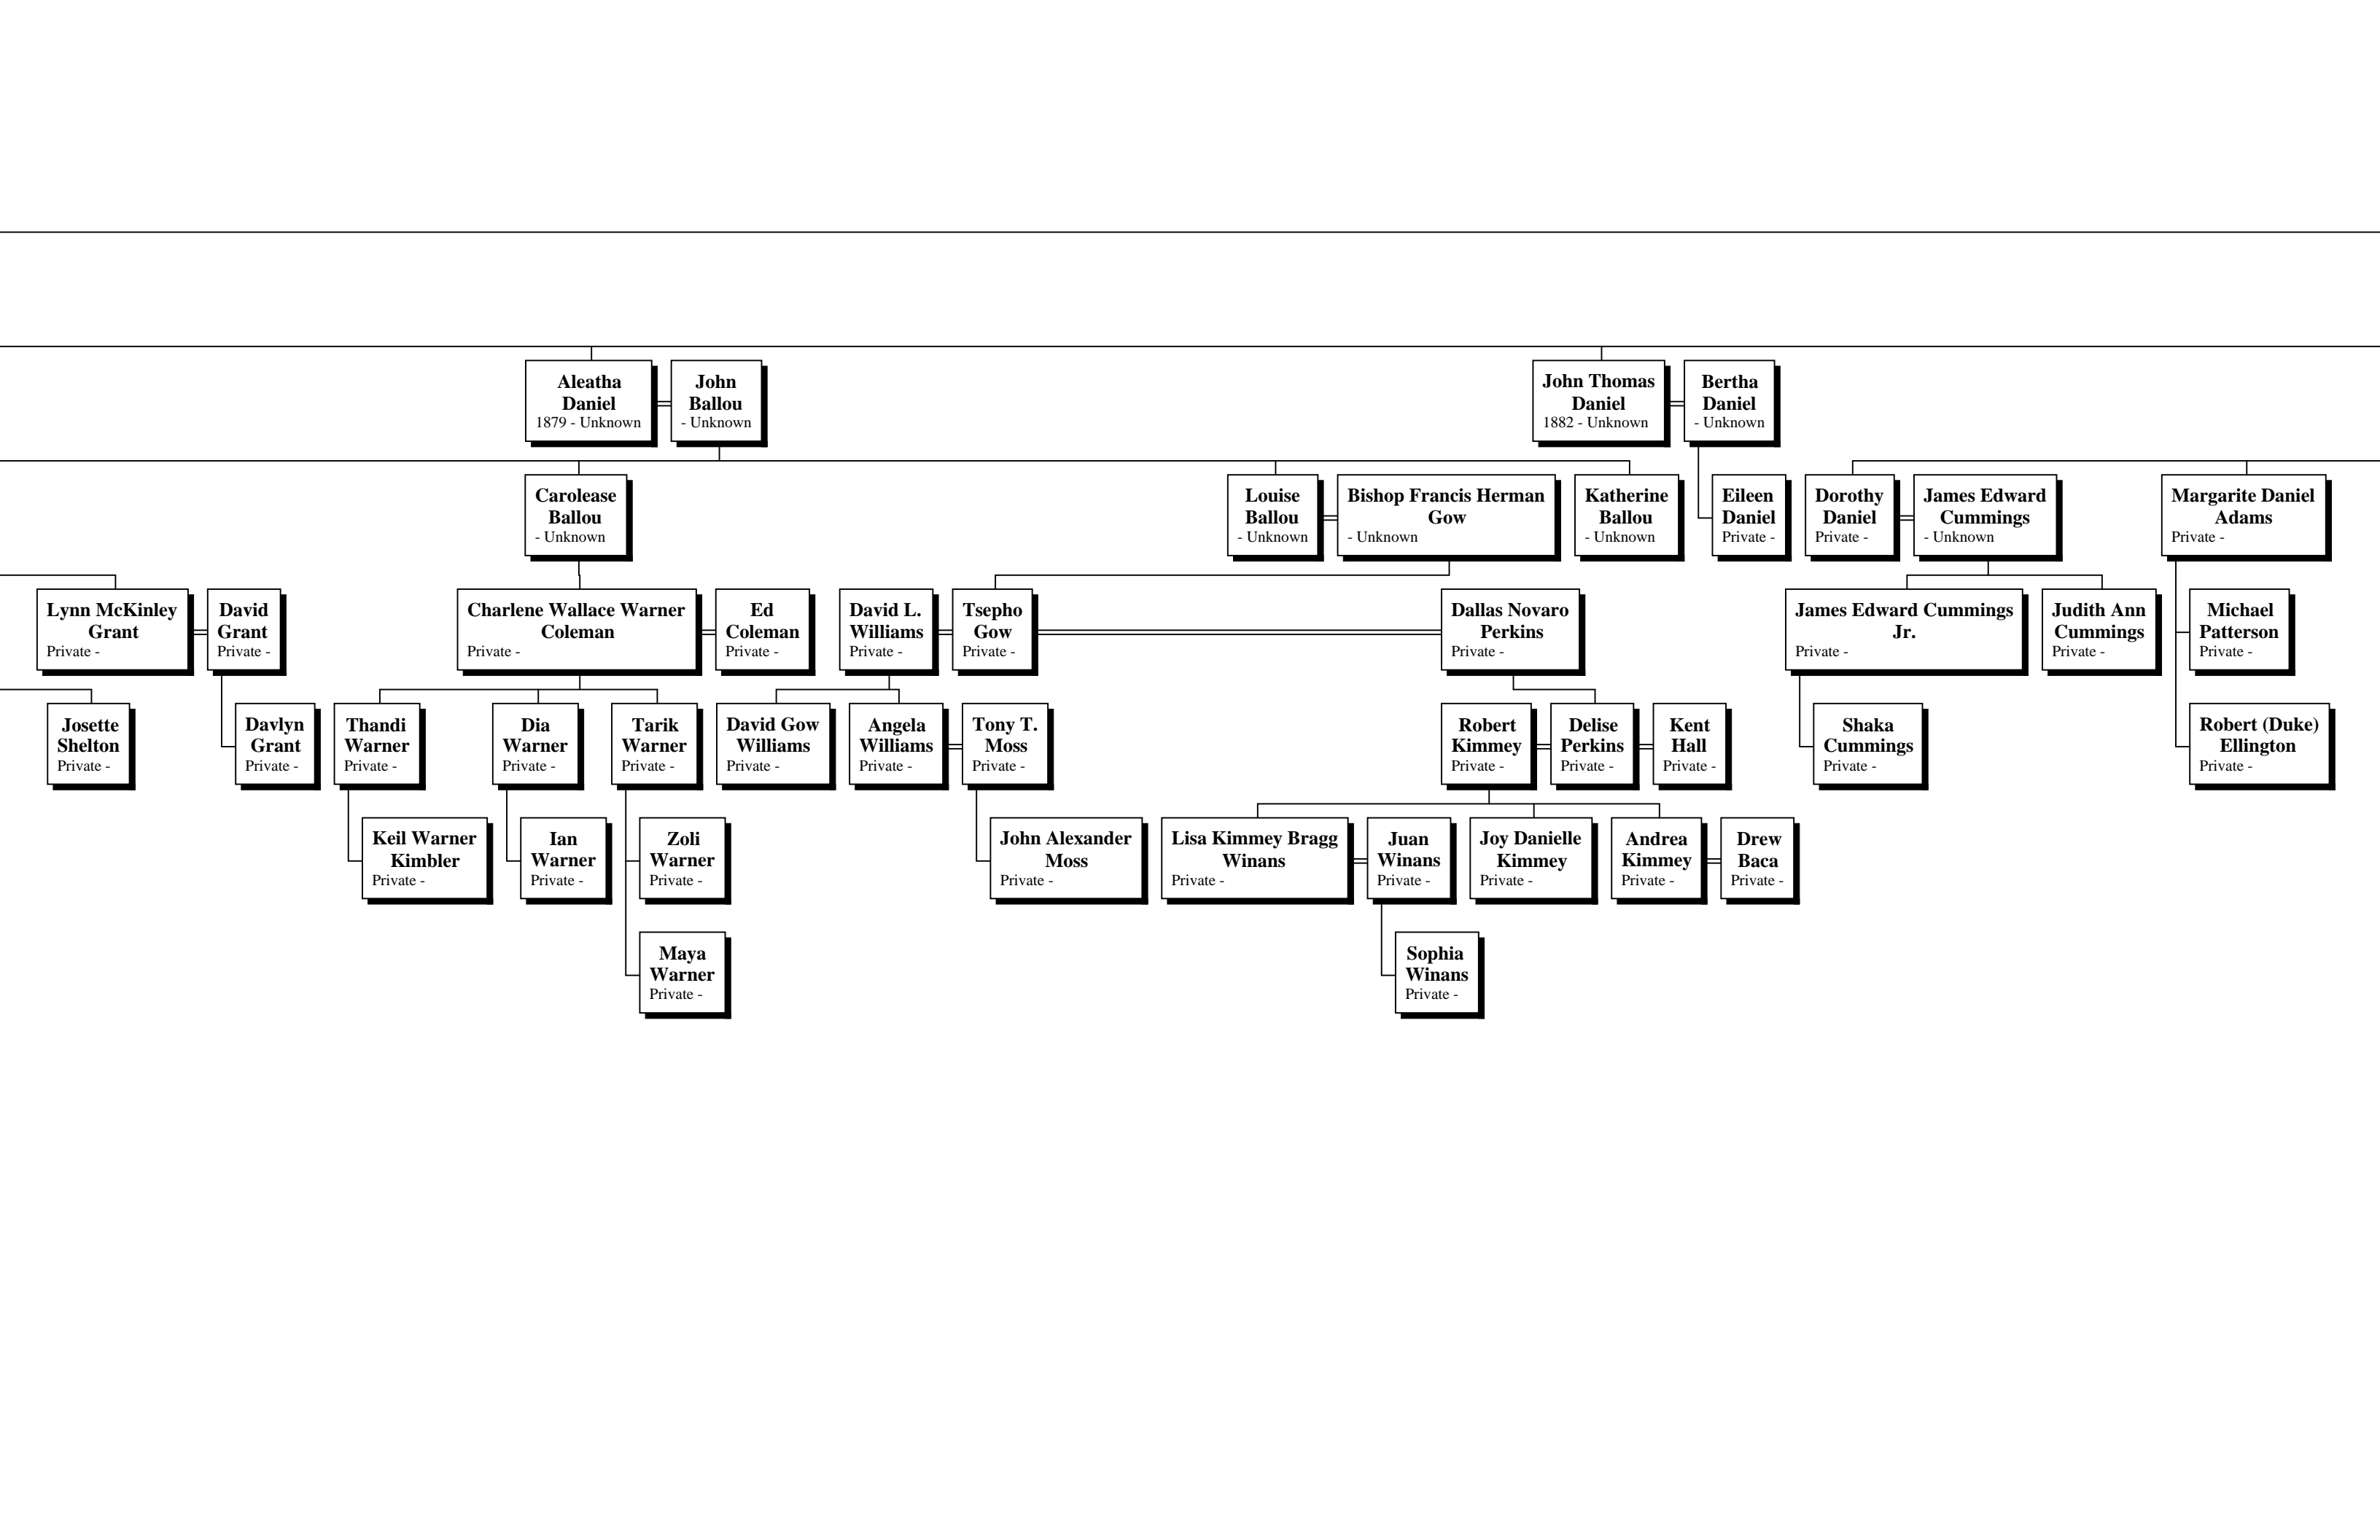 Aleatha
Daniel
1879 - Unknown
John
Ballou
- Unknown
John Thomas
Daniel
1882 - Unknown
Bertha
Daniel
- Unknown
Carolease
Ballou
- Unknown
Louise
Ballou
- Unknown
Bishop Francis Herman
Gow
- Unknown
Katherine
Ballou
- Unknown
Eileen
Daniel
Private -
Dorothy
Daniel
Private -
James Edward
Cummings
- Unknown
Margarite Daniel
Adams
Private -
Lynn McKinley
Grant
Private -
David
Grant
Private -
Charlene Wallace Warner
Coleman
Private -
Ed
Coleman
Private -
David L.
Williams
Private -
Tsepho
Gow
Private -
Dallas Novaro
Perkins
Private -
James Edward Cummings
Jr.
Private -
Judith Ann
Cummings
Private -
Michael
Patterson
Private -
Josette
Shelton
Private -
Davlyn
Grant
Private -
Thandi
Warner
Private -
Dia
Warner
Private -
Tarik
Warner
Private -
David Gow
Williams
Private -
Angela
Williams
Private -
Tony T.
Moss
Private -
Robert
Kimmey
Private -
Delise
Perkins
Private -
Kent
Hall
Private -
Shaka
Cummings
Private -
Robert (Duke)
Ellington
Private -
Keil Warner
Kimbler
Private -
Ian
Warner
Private -
Zoli
Warner
Private -
John Alexander
Moss
Private -
Lisa Kimmey Bragg
Winans
Private -
Juan
Winans
Private -
Joy Danielle
Kimmey
Private -
Andrea
Kimmey
Private -
Drew
Baca
Private -
Maya
Warner
Private -
Sophia
Winans
Private -